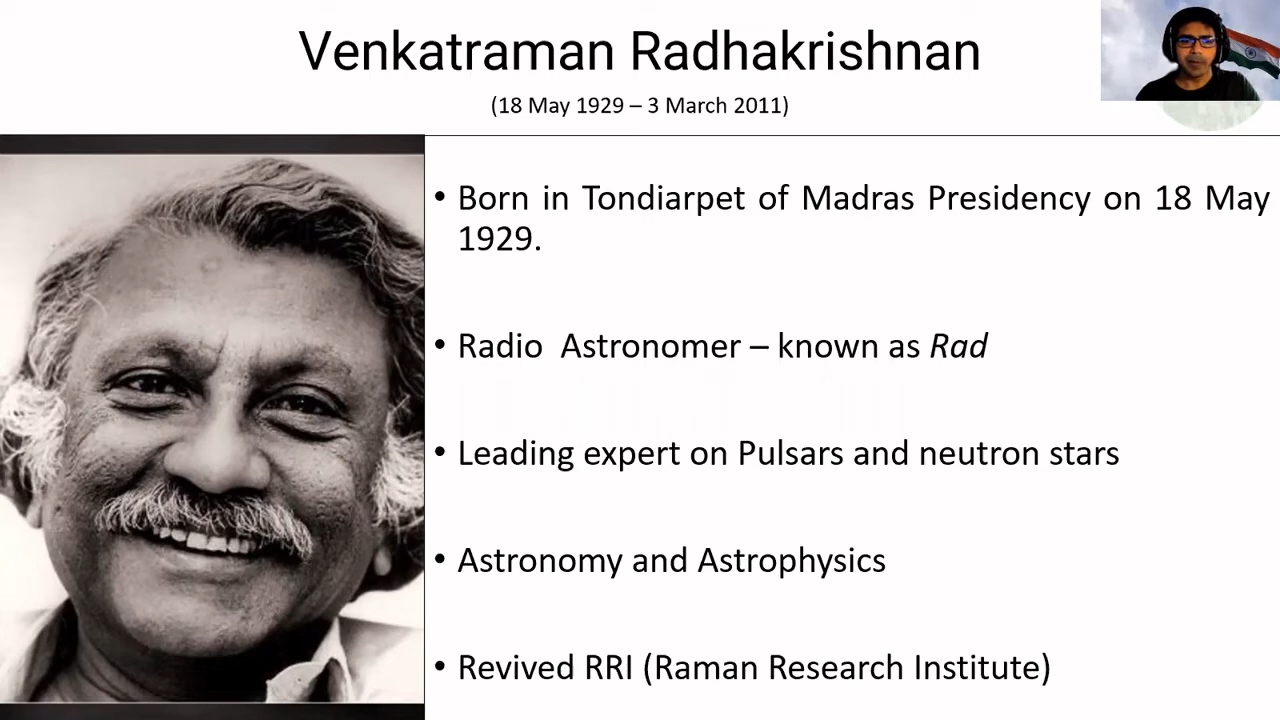 Venkatraman Radhakrishnan
(18 May 1929 – 3 March 2011)
• Born in Tondiarpet of Madras Presidency on 18 May
1929.
• Radio  Astronomer – known as Rad
• Leading expert on Pulsars and neutron stars
• Astronomy and Astrophysics
• Revived RRI (Raman Research Institute)